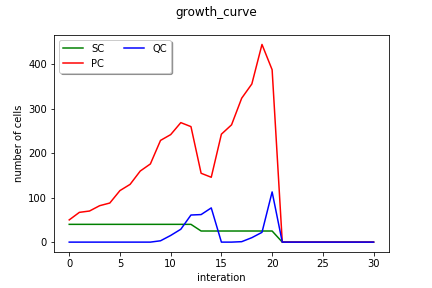 growth_curve
SC
PC
QC
number of cells
400
300
200
100
0
0 5 10 15 20 25 30
interation